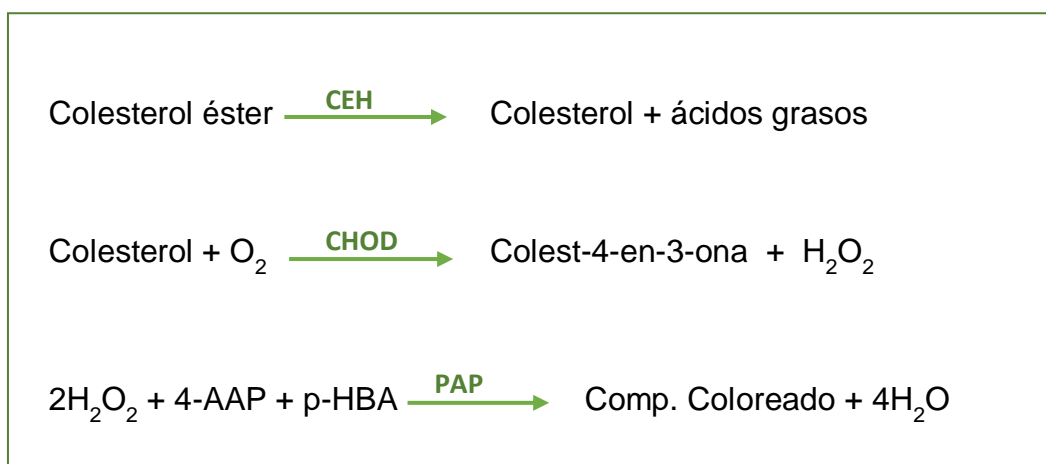 Colesterol éster CEH Colesterol + ácidos grasos
Colesterol + O₂ CHOD Colest-4-en-3-ona + H₂O₂
2H₂O₂ + 4-AAP + p-HBA PAP Comp. Coloreado + 4H₂O